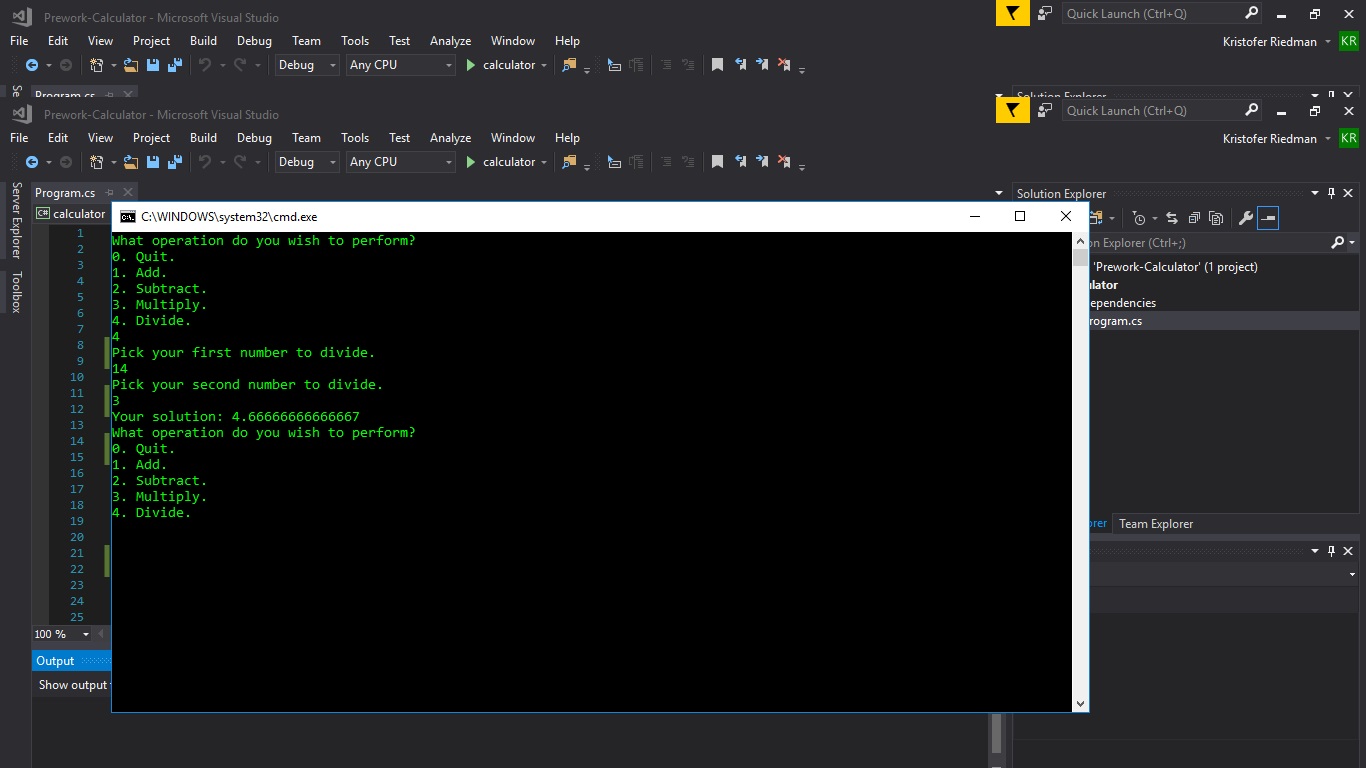 Prework-Calculator - Microsoft Visual Studio
Quick Launch (Ctrl+Q)
File Edit View Project Build Debug Team Tools Test Analyze Window Help
Kristofer Riedman KR
Debug Any CPU calculator
Program.cs
Solution Explorer
Prework-Calculator - Microsoft Visual Studio
Quick Launch (Ctrl+Q)
File Edit View Project Build Debug Team Tools Test Analyze Window Help
Kristofer Riedman KR
Debug Any CPU calculator
Server Explorer
Toolbox
Program.cs
Solution Explorer
C# calculator
C:\WINDOWS\system32\cmd.exe
What operation do you wish to perform?
0. Quit.
1. Add.
2. Subtract.
3. Multiply.
4. Divide.
4
Pick your first number to divide.
14
Pick your second number to divide.
3
Your solution: 4.66666666666667
What operation do you wish to perform?
0. Quit.
1. Add.
2. Subtract.
3. Multiply.
4. Divide.
1
2
3
4
5
6
7
8
9
10
11
12
13
14
15
16
17
18
19
20
21
22
23
24
25
on Explorer (Ctrl+;)
'Prework-Calculator' (1 project)
ulator
ependencies
rogram.cs
rer Team Explorer
100 %
Output
Show output